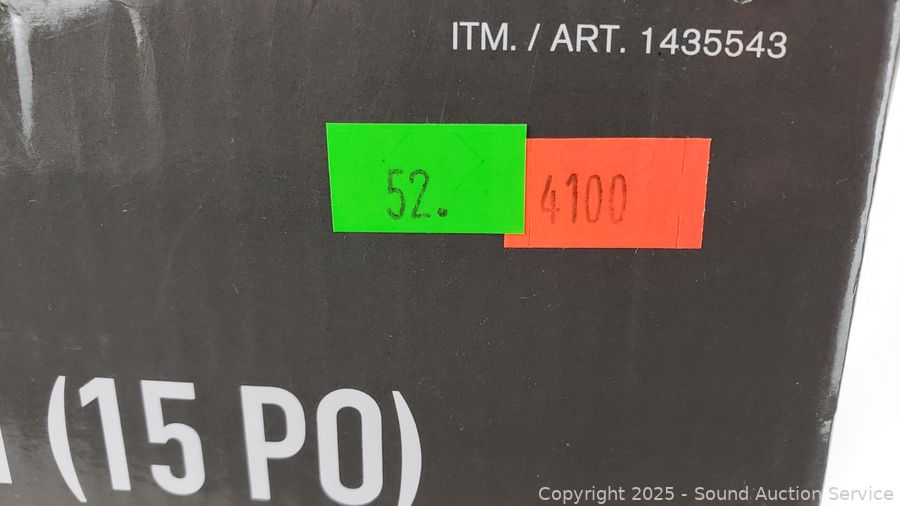 ITM. / ART. 1435543
52.
4100
(15 PO)
Copyright 2025 - Sound Auction Service